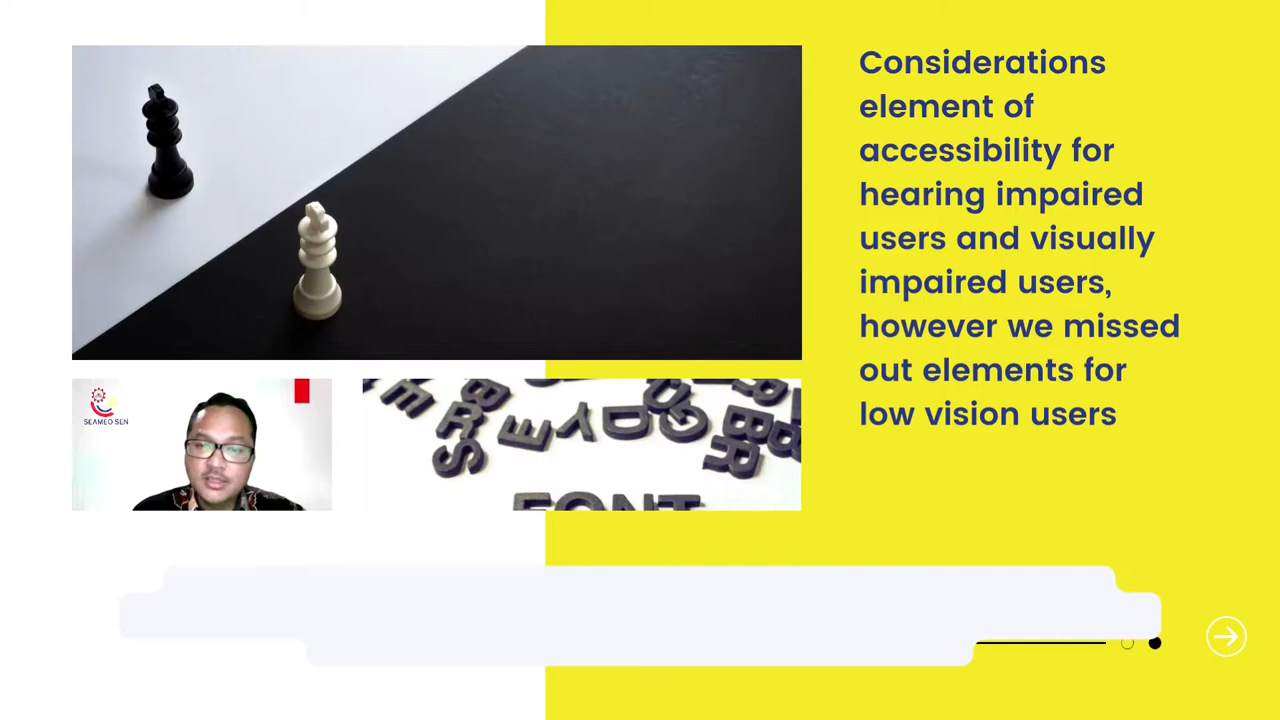 Considerations
element of
accessibility for
hearing impaired
users and visually
impaired users,
however we missed
out elements for
low vision users
SEAMEO SEN
FONT